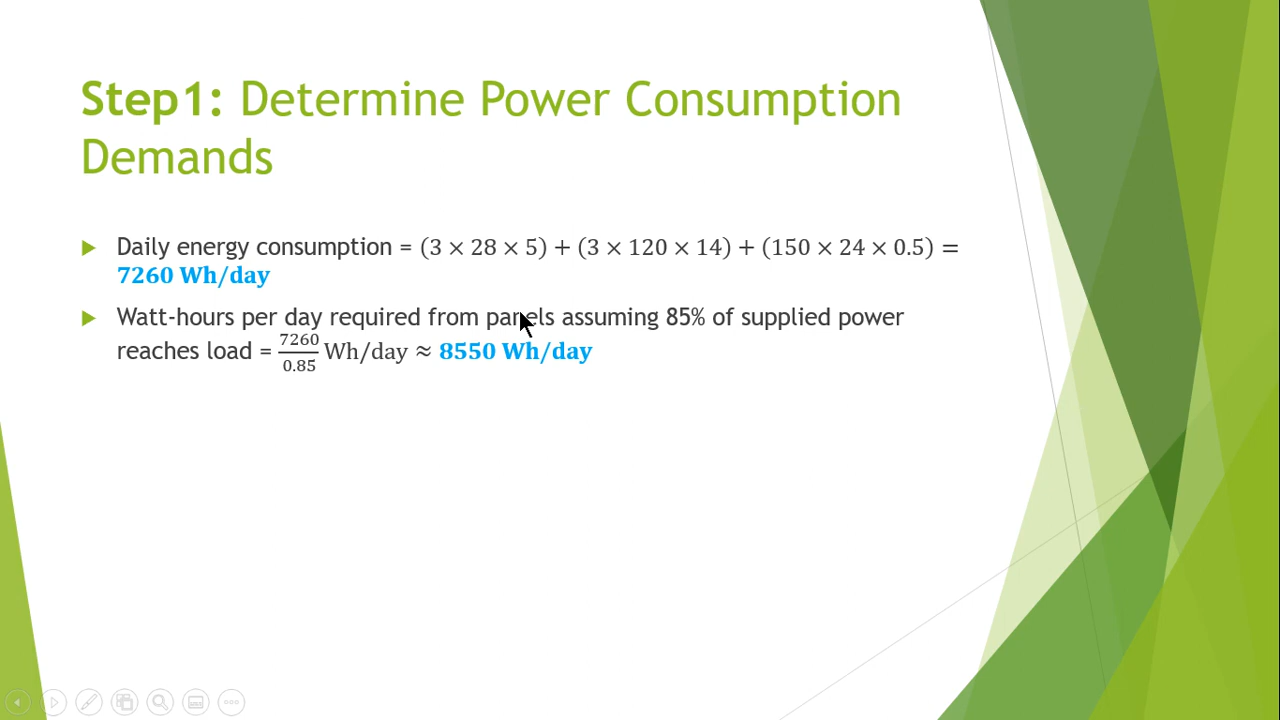 Step1: Determine Power Consumption
Demands
Daily energy consumption = (3 × 28 × 5) + (3 × 120 × 14) + (150 × 24 × 0.5) =
7260 Wh/day
Watt-hours per day required from panels assuming 85% of supplied power
reaches load = 7260/0.85 Wh/day ≈ 8550 Wh/day